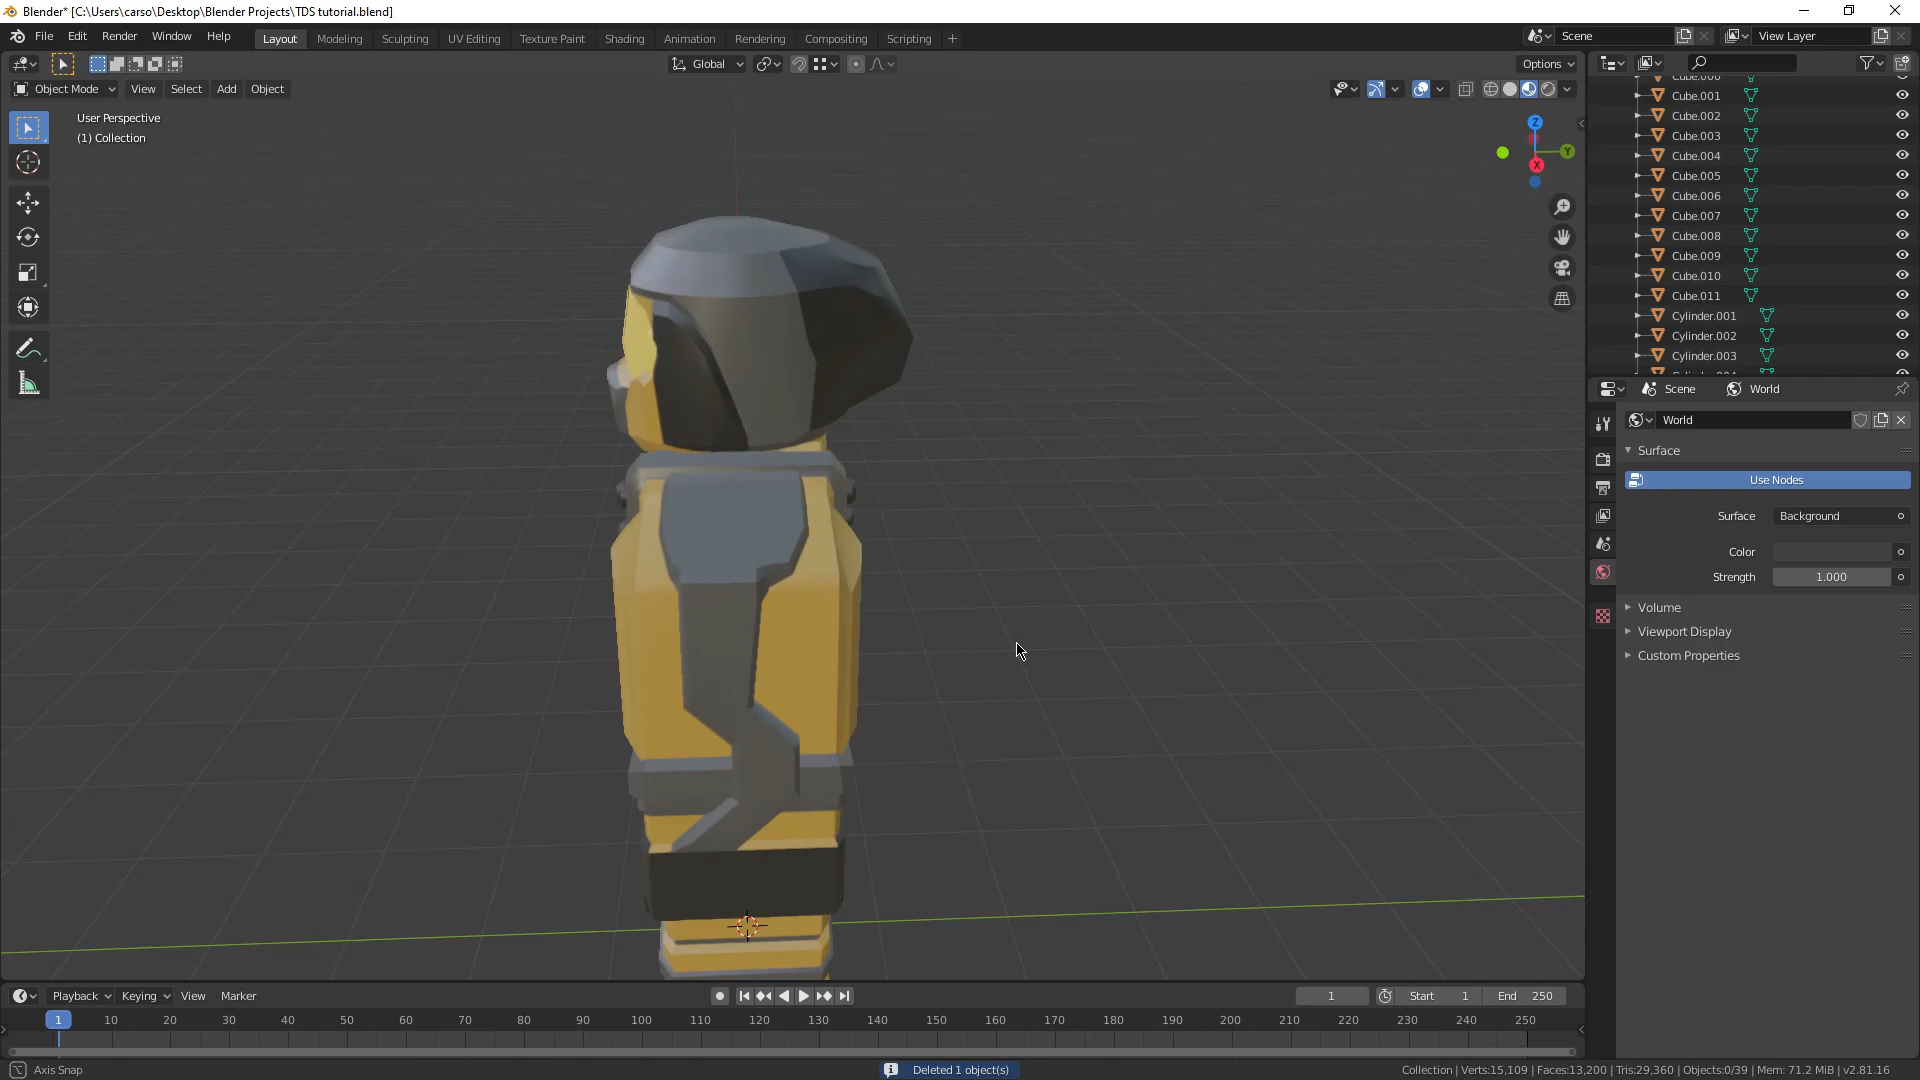 Blender* [C:\Users\carso\Desktop\Blender Projects\TDS tutorial.blend]
File Edit Render Window Help Layout Modeling Sculpting UV Editing Texture Paint Shading Animation Rendering Compositing Scripting + Scene View Layer
Global Options
Object Mode View Select Add Object
User Perspective
(1) Collection
Z
Y
X
Cube.001
Cube.002
Cube.003
Cube.004
Cube.005
Cube.006
Cube.007
Cube.008
Cube.009
Cube.010
Cube.011
Cylinder.001
Cylinder.002
Cylinder.003
Scene World
World
Surface
Use Nodes
Surface Background
Color
Strength 1.000
Volume
Viewport Display
Custom Properties
Playback Keying View Marker 1 Start 1 End 250
1 10 20 30 40 50 60 70 80 90 100 110 120 130 140 150 160 170 180 190 200 210 220 230 240 250
Axis Snap Deleted 1 object(s) Collection | Verts:15,109 | Faces:13,200 | Tris:29,360 | Objects:0/39 | Mem: 71.2 MiB | v2.81.16